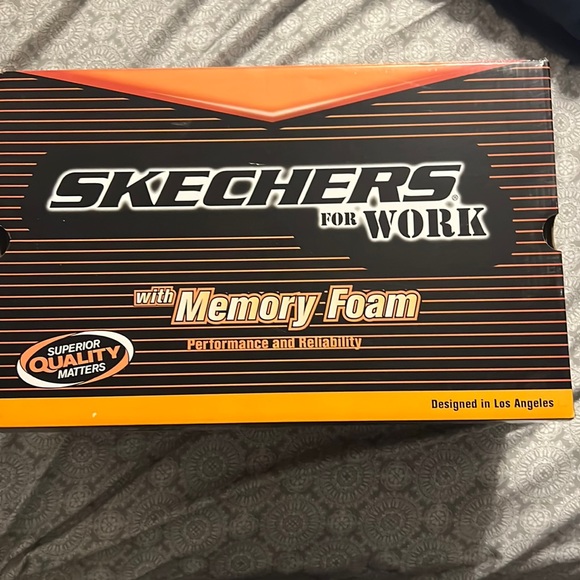 SKECHERS®
FOR WORK
with Memory Foam
Performance and Reliability
SUPERIOR
QUALITY
MATTERS
Designed in Los Angeles